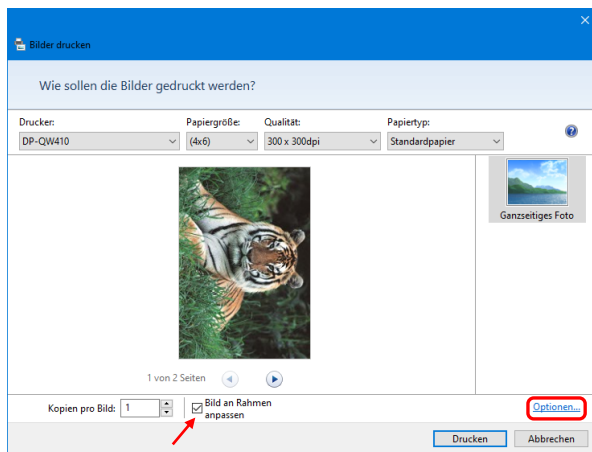 Bilder drucken
Wie sollen die Bilder gedruckt werden?
Drucker: Papiergröße: Qualität: Papiertyp:
DP-QW410 (4x6) 300 x 300dpi Standardpapier
Ganzseitiges Foto
1 von 2 Seiten
Kopien pro Bild: 1 Bild an Rahmen
anpassen
Optionen...
Drucken Abbrechen